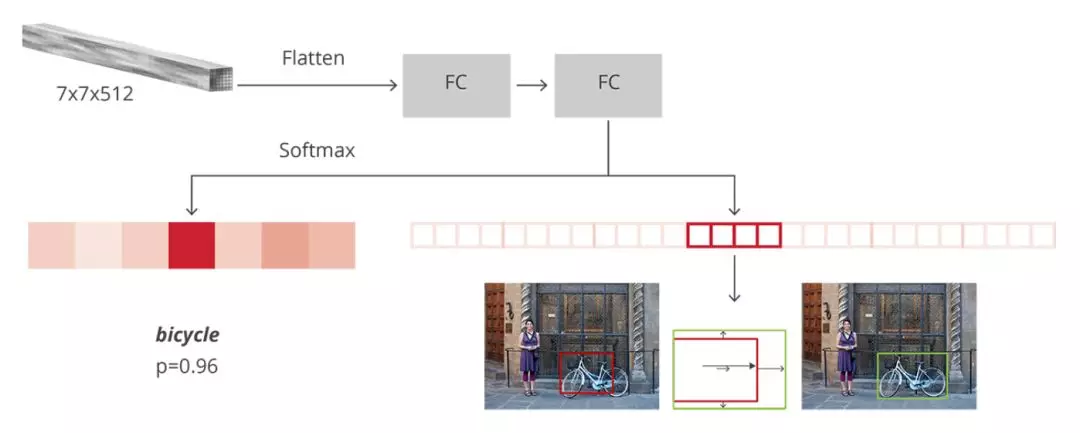 Flatten
7x7x512
FC
FC
Softmax
bicycle
p=0.96